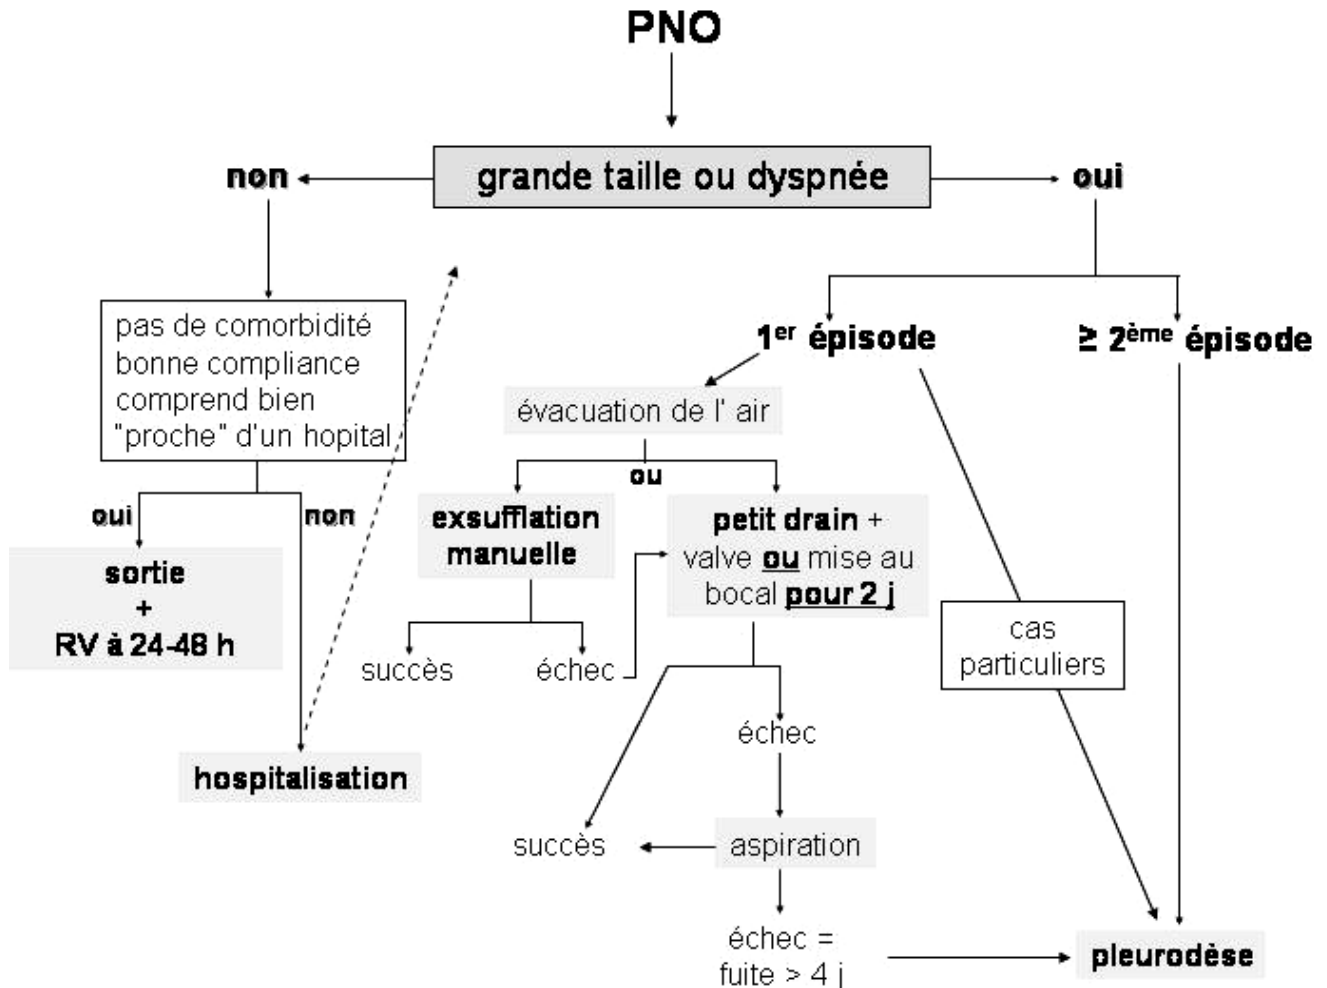 PNO
non
grande taille ou dyspnée
oui
pas de comorbidité
bonne compliance
comprend bien
"proche" d'un hopital
1er épisode
≥ 2ème épisode
évacuation de l' air
ou
oui
non
exsufflation
manuelle
petit drain +
valve ou mise au
bocal pour 2 j
sortie
+
RV à 24-48 h
succès
échec
cas
particuliers
échec
hospitalisation
succès
aspiration
échec =
fuite > 4 j
pleurodèse